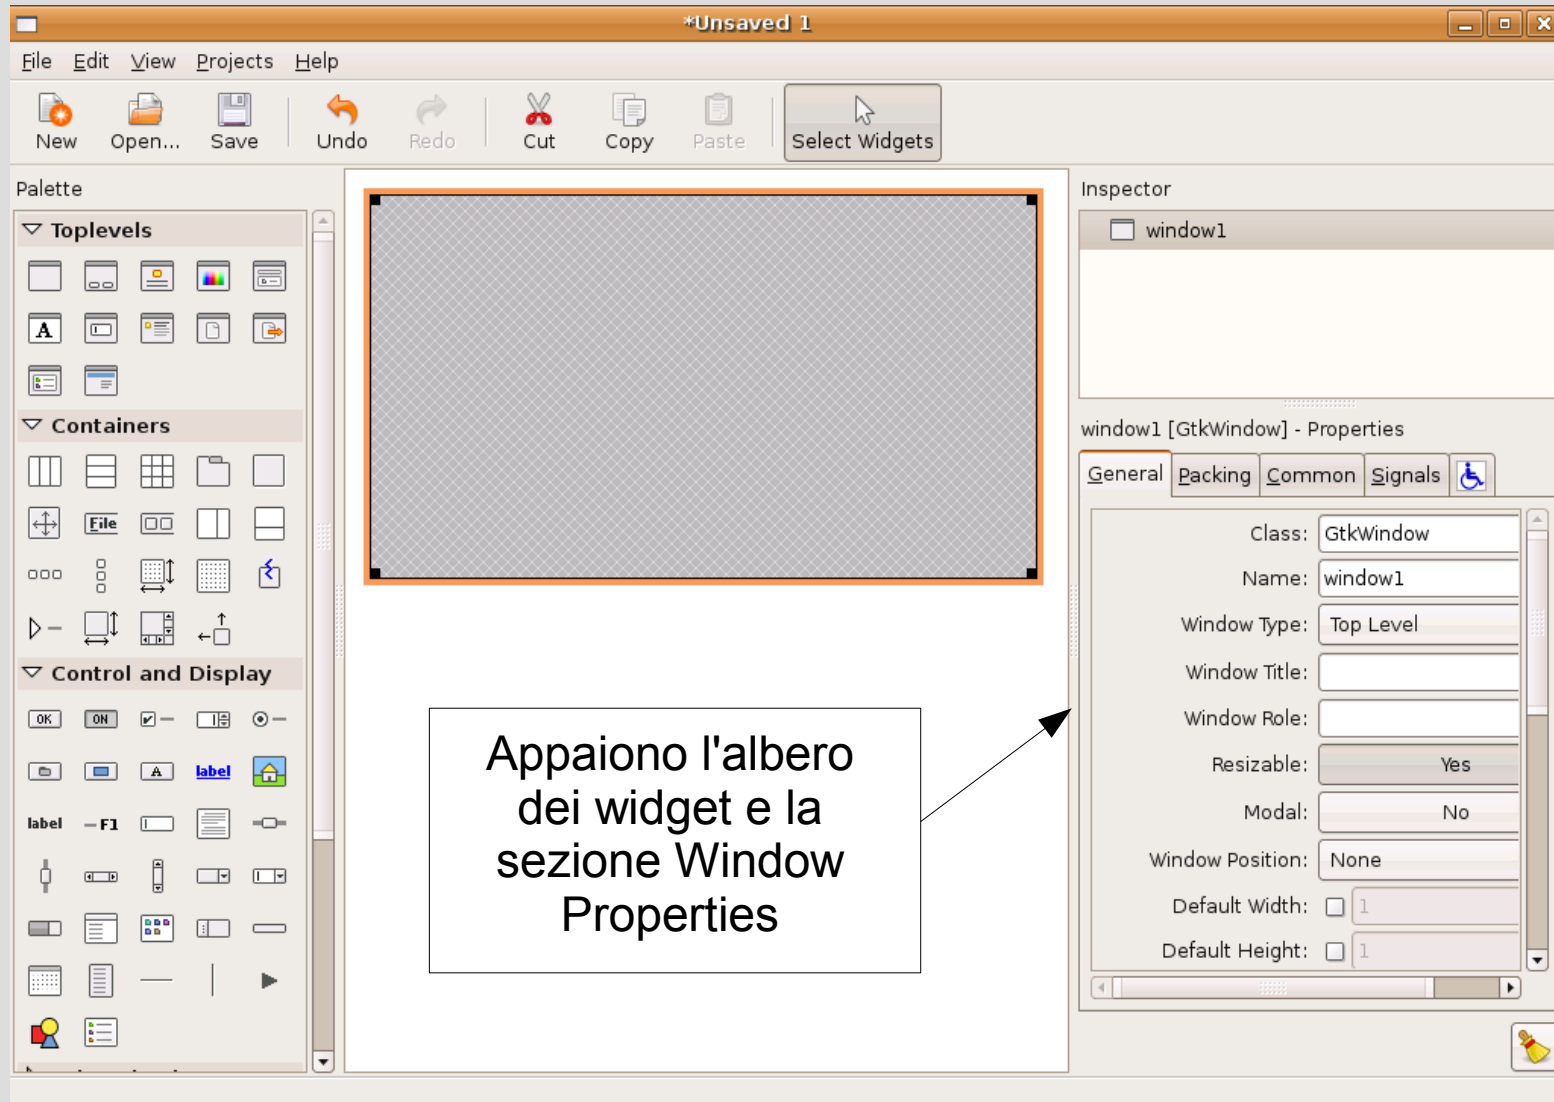 *Unsaved 1
File Edit View Projects Help
New Open... Save Undo Redo Cut Copy Paste Select Widgets
Palette
Toplevels
A
Containers
File
Control and Display
OK ON
A label
label F1
Appaiono l'albero
dei widget e la
sezione Window
Properties
Inspector
window1
window1 [GtkWindow] - Properties
General Packing Common Signals
Class: GtkWindow
Name: window1
Window Type: Top Level
Window Title:
Window Role:
Resizable: Yes
Modal: No
Window Position: None
Default Width: 1
Default Height: 1